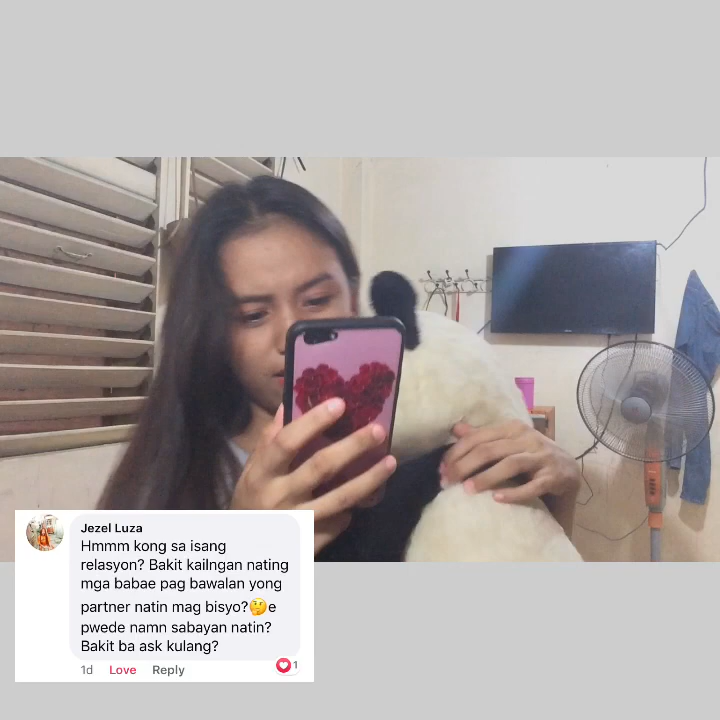 Jezel Luza
Hmmm kong sa isang
relasyon? Bakit kailngan nating
mga babae pag bawalan yong
partner natin mag bisyo?🤔e
pwede namn sabayan natin?
Bakit ba ask kulang?
1d Love Reply 1